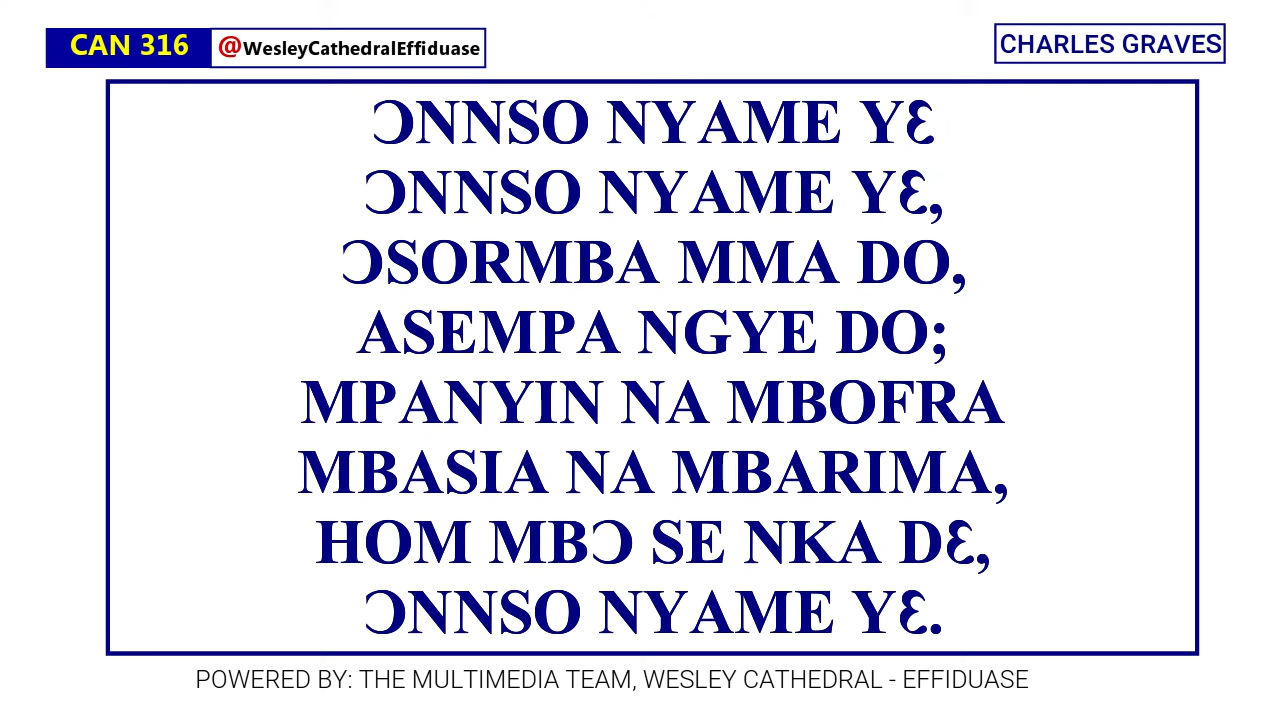 CAN 316
@WesleyCathedralEffiduase
CHARLES GRAVES
ƆNNSO NYAME YƐ
ƆNNSO NYAME YƐ,
ƆSORMBA MMA DO,
ASEMPA NGYE DO;
MPANYIN NA MBOFRA
MBASIA NA MBARIMA,
HOM MBƆ SE NKA DƐ,
ƆNNSO NYAME YƐ.
POWERED BY: THE MULTIMEDIA TEAM, WESLEY CATHEDRAL - EFFIDUASE